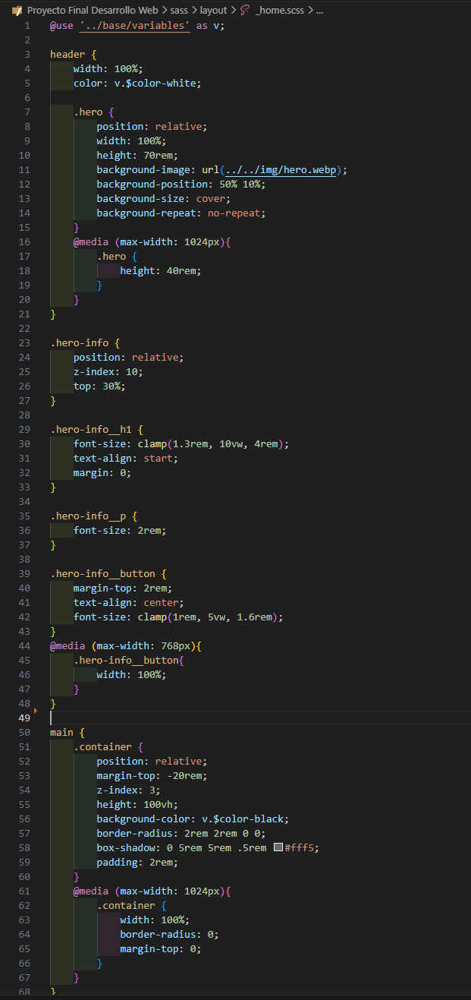 Proyecto Final Desarrollo Web > sass > layout > _home.scss > ...
1 @use '../base/variables' as v;
2
3 header {
4 width: 100%;
5 color: v.$color-white;
6
7 .hero {
8 position: relative;
9 width: 100%;
10 height: 70rem;
11 background-image: url(../../img/hero.webp);
12 background-position: 50% 10%;
13 background-size: cover;
14 background-repeat: no-repeat;
15 }
16 @media (max-width: 1024px){
17 .hero {
18 height: 40rem;
19 }
20 }
21 }
22
23 .hero-info {
24 position: relative;
25 z-index: 10;
26 top: 30%;
27 }
28
29 .hero-info__h1 {
30 font-size: clamp(1.3rem, 10vw, 4rem);
31 text-align: start;
32 margin: 0;
33 }
34
35 .hero-info__p {
36 font-size: 2rem;
37 }
38
39 .hero-info__button {
40 margin-top: 2rem;
41 text-align: center;
42 font-size: clamp(1rem, 5vw, 1.6rem);
43 }
44 @media (max-width: 768px){
45 .hero-info__button{
46 width: 100%;
47 }
48 }
49
50 main {
51 .container {
52 position: relative;
53 margin-top: -20rem;
54 z-index: 3;
55 height: 100vh;
56 background-color: v.$color-black;
57 border-radius: 2rem 2rem 0 0;
58 box-shadow: 0 5rem 5rem .5rem #fff5;
59 padding: 2rem;
60 }
61 @media (max-width: 1024px){
62 .container {
63 width: 100%;
64 border-radius: 0;
65 margin-top: 0;
66 }
67 }
68 }